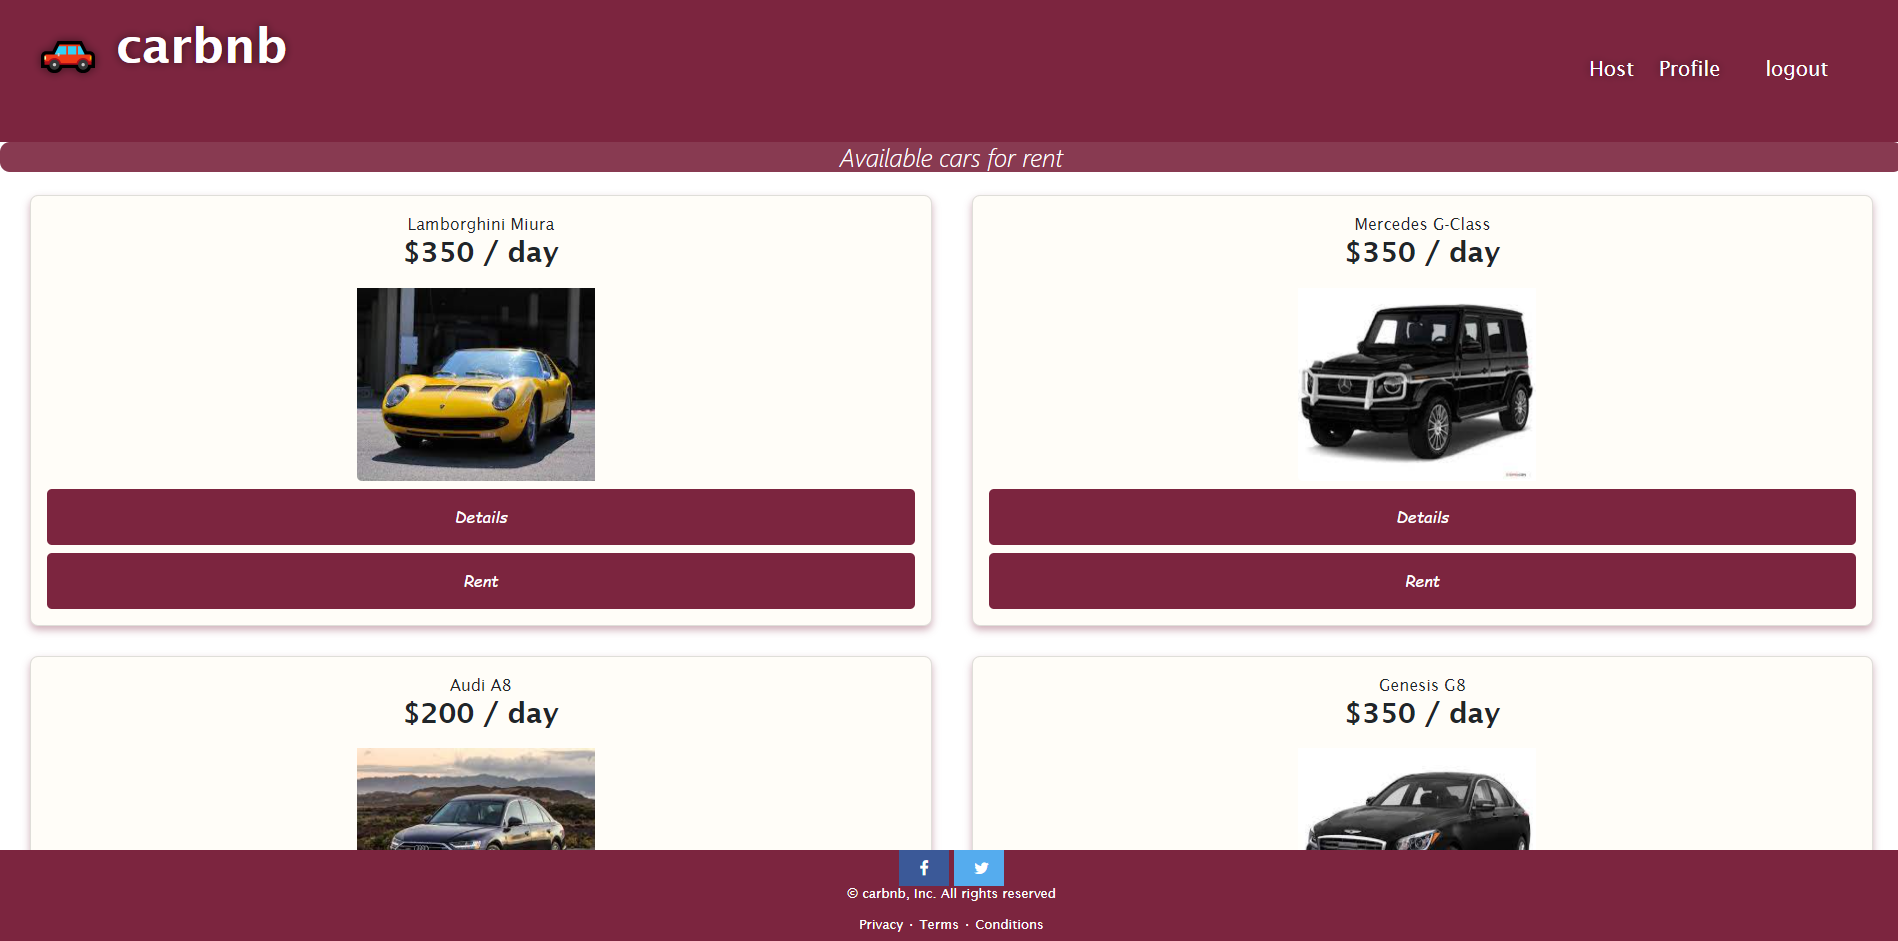 carbnb
Host Profile logout
Available cars for rent
Lamborghini Miura
$350 / day
Details
Rent
Mercedes G-Class
$350 / day
Details
Rent
Audi A8
$200 / day
Genesis G8
$350 / day
© carbnb, Inc. All rights reserved
Privacy · Terms · Conditions